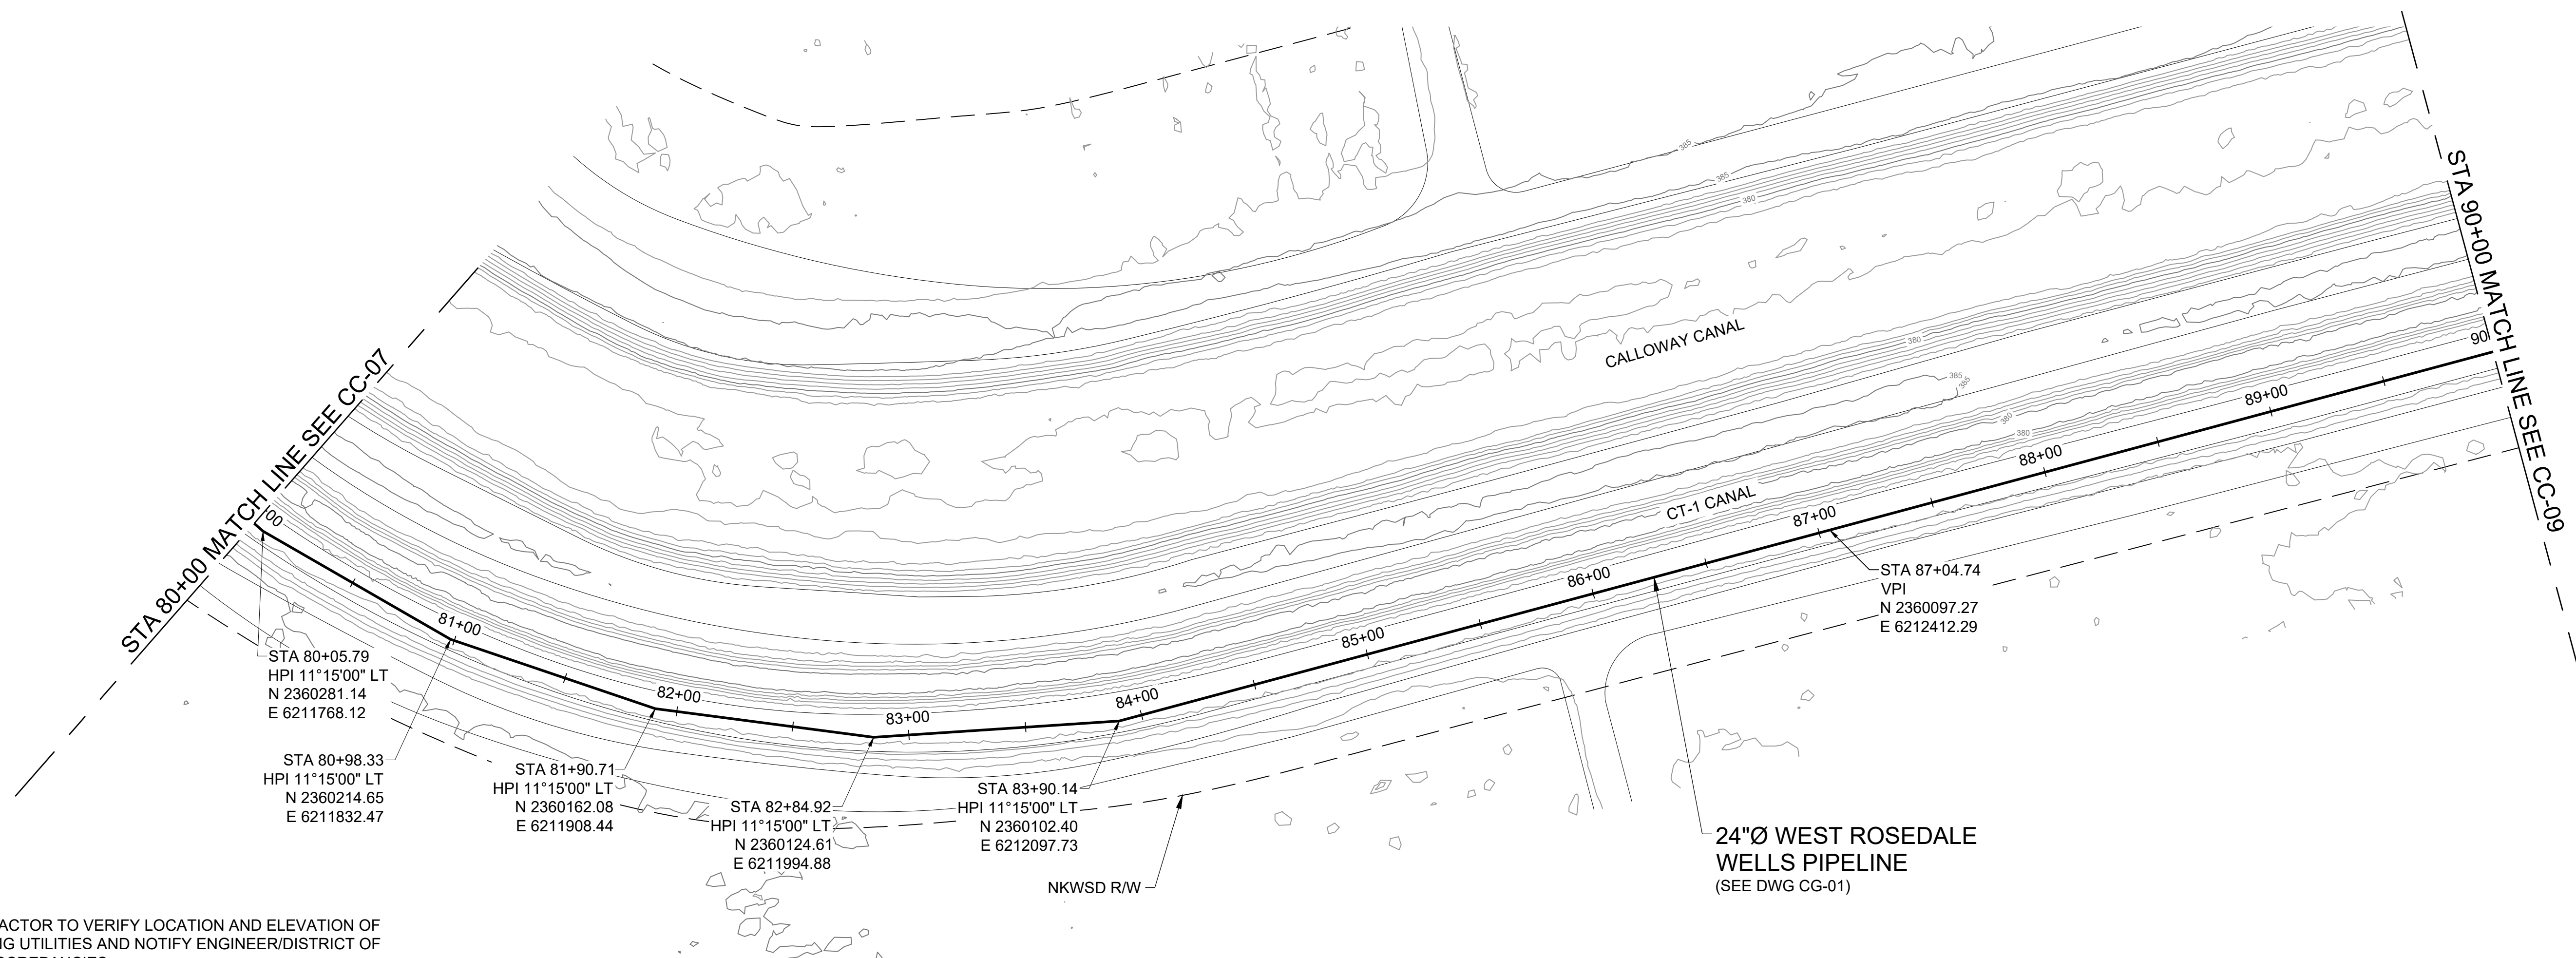 385
385
380
CALLOWAY CANAL
380
385
385
380
380
CT-1 CANAL
STA 80+00 MATCH LINE SEE CC-07
STA 90+00 MATCH LINE SEE CC-09
00
81+00
82+00
83+00
84+00
85+00
86+00
87+00
88+00
89+00
90
STA 80+05.79
HPI 11°15'00" LT
N 2360281.14
E 6211768.12
STA 80+98.33
HPI 11°15'00" LT
N 2360214.65
E 6211832.47
STA 81+90.71
HPI 11°15'00" LT
N 2360162.08
E 6211908.44
STA 82+84.92
HPI 11°15'00" LT
N 2360124.61
E 6211994.88
STA 83+90.14
HPI 11°15'00" LT
N 2360102.40
E 6212097.73
STA 87+04.74
VPI
N 2360097.27
E 6212412.29
NKWSD R/W
24"Ø WEST ROSEDALE
WELLS PIPELINE
(SEE DWG CG-01)
ACTOR TO VERIFY LOCATION AND ELEVATION OF
NG UTILITIES AND NOTIFY ENGINEER/DISTRICT OF